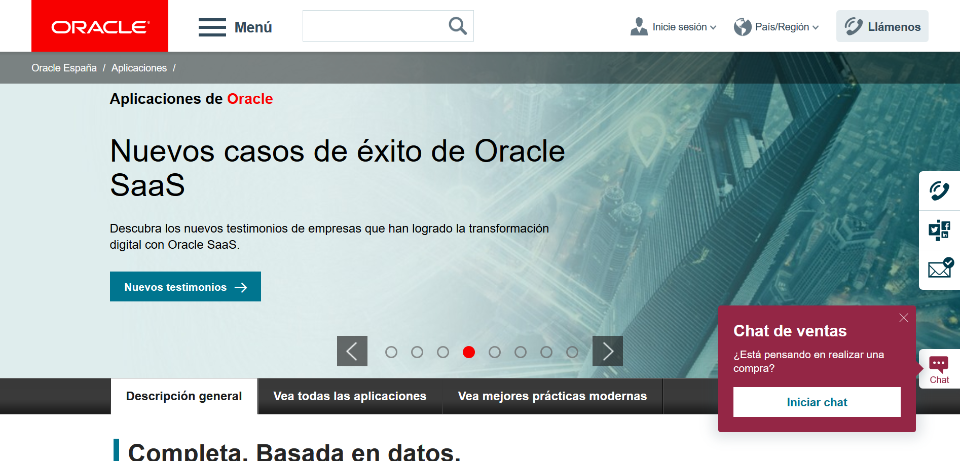 ORACLE
Menú
Inicie sesión
País/Región
Llámenos
Oracle España / Aplicaciones /
Aplicaciones de Oracle
Nuevos casos de éxito de Oracle
SaaS
Descubra los nuevos testimonios de empresas que han logrado la transformación
digital con Oracle SaaS.
Nuevos testimonios
Chat de ventas
¿Está pensando en realizar una
compra?
Iniciar chat
Chat
Descripción general
Vea todas las aplicaciones
Vea mejores prácticas modernas
Completa. Basada en datos.